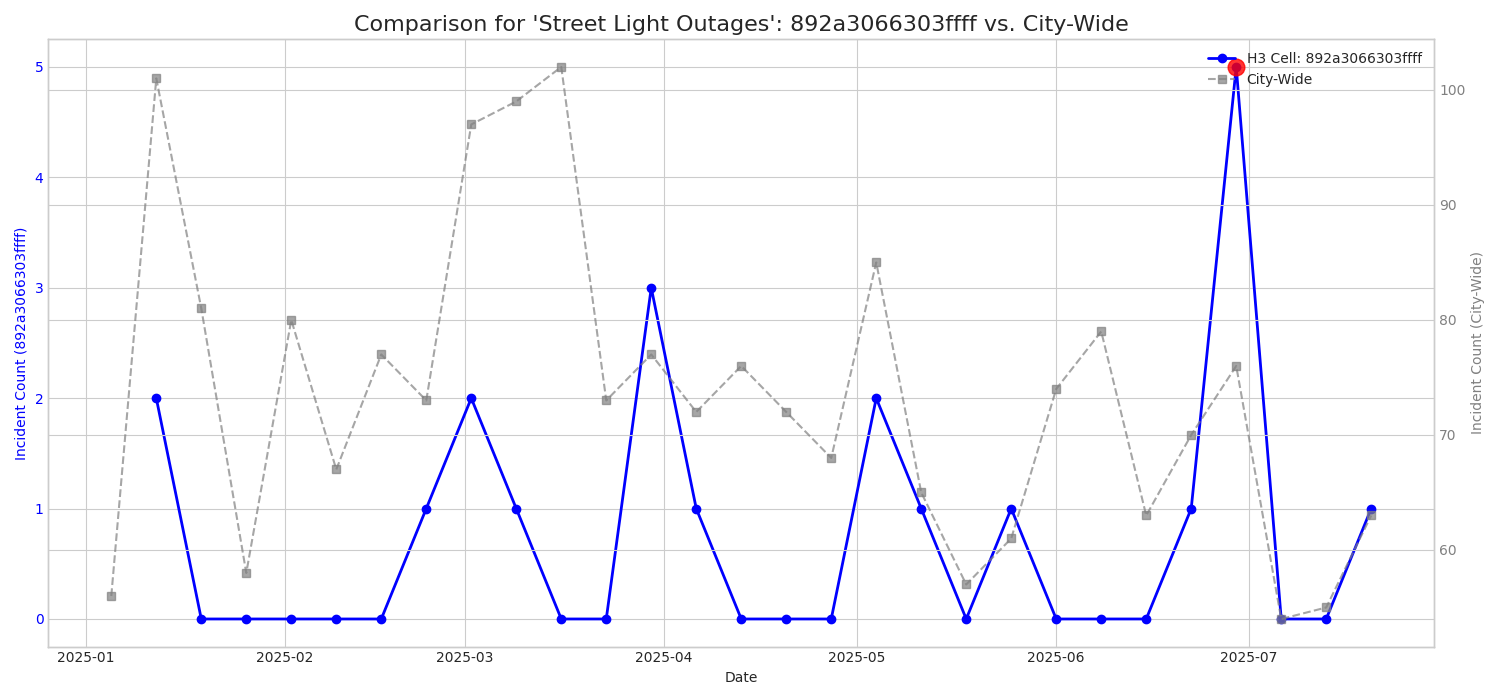 Comparison for 'Street Light Outages': 892a3066303ffff vs. City-Wide
H3 Cell: 892a3066303ffff
City-Wide
Incident Count (892a3066303ffff)
5
4
3
2
1
0
100
90
80
70
60
Incident Count (City-Wide)
2025-01 2025-02 2025-03 2025-04 2025-05 2025-06 2025-07
Date